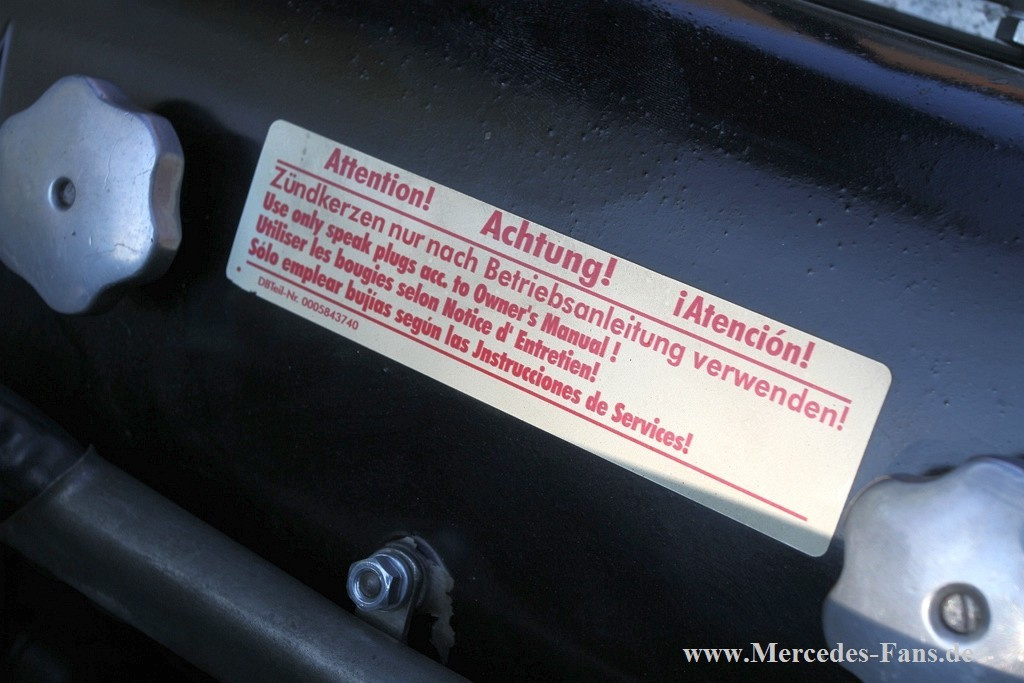 Attention! Achtung! ¡Atención!
Zündkerzen nur nach Betriebsanleitung verwenden!
Use only speak plugs acc. to Owner's Manual !
Utiliser les bougies selon Notice d' Entretien!
Sólo emplear bujías según las Jnstrucciones de Services!
DBTeil-Nr. 0005843740
www.Mercedes-Fans.de